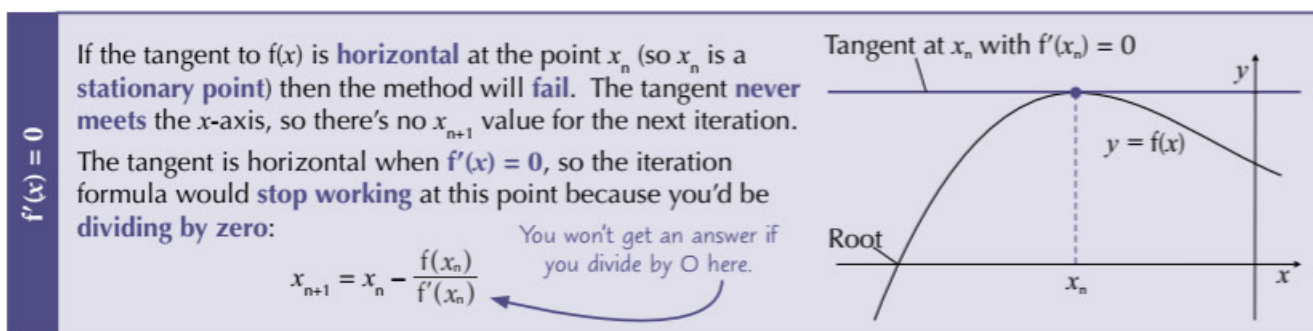 f′(x) = 0
If the tangent to f(x) is horizontal at the point xₙ (so xₙ is a
stationary point) then the method will fail.  The tangent never
meets the x-axis, so there's no xₙ₊₁ value for the next iteration.
The tangent is horizontal when f′(x) = 0, so the iteration
formula would stop working at this point because you'd be
dividing by zero:
xₙ₊₁ = xₙ − f(xₙ)/f′(xₙ)
You won't get an answer if
you divide by 0 here.
Tangent at xₙ with f′(xₙ) = 0
y
y = f(x)
Root
xₙ
x